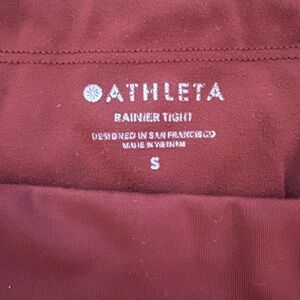 ATHLETA
RAINIER TIGHT
DESIGNED IN SAN FRANCISCO
MADE IN VIETNAM
S